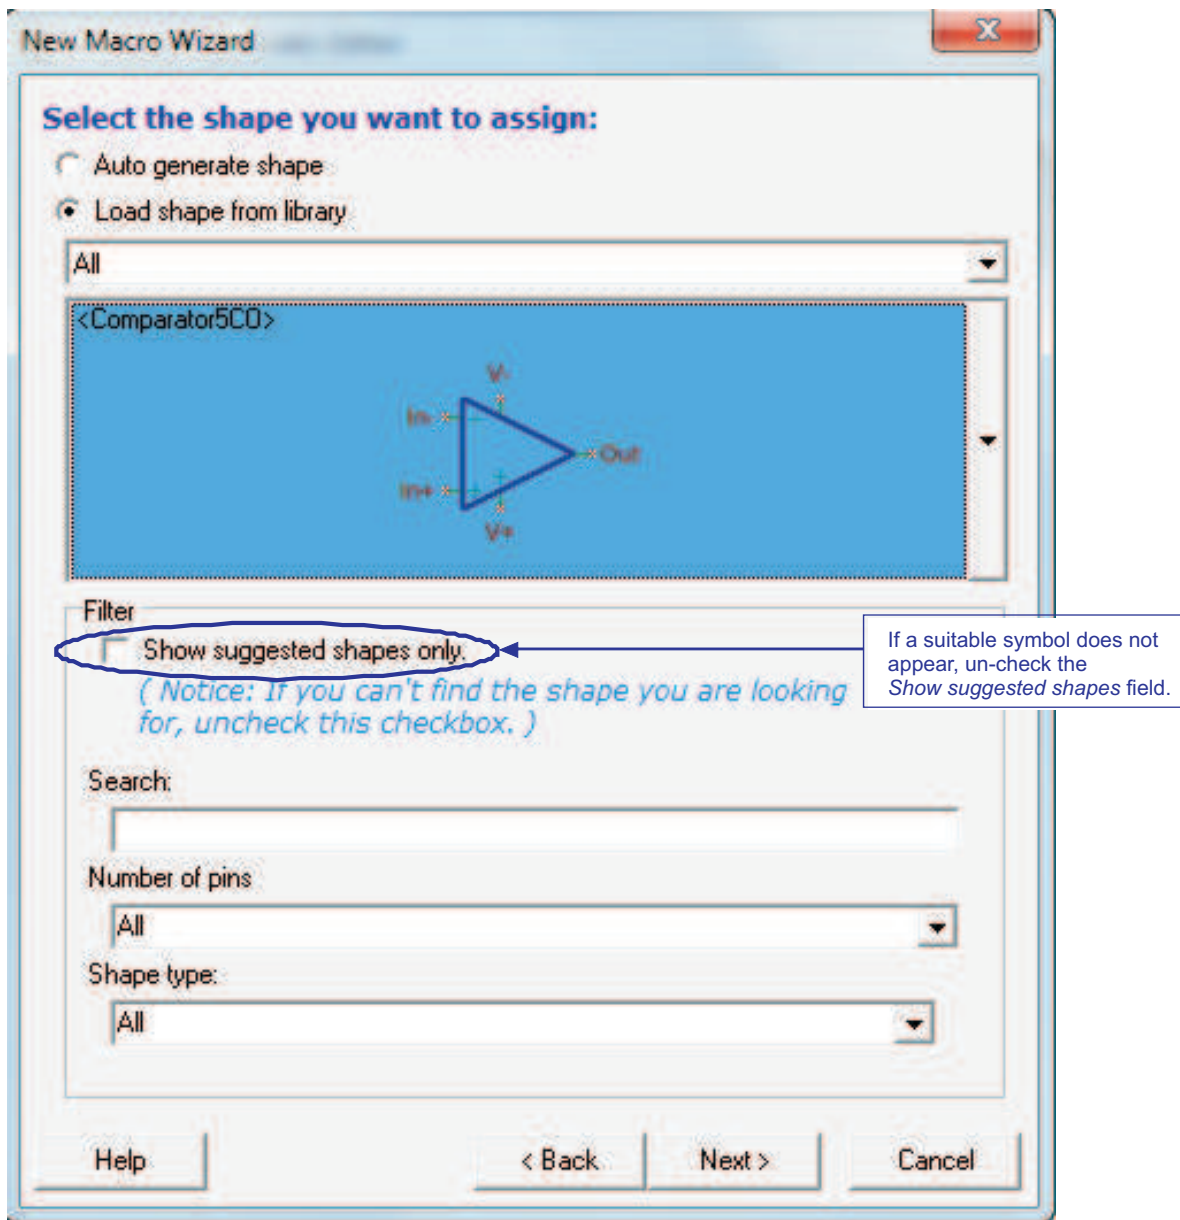 New Macro Wizard
Select the shape you want to assign:
Auto generate shape
Load shape from library
All
<Comparator5CO>
V-
In-
Out
In+
V+
Filter
Show suggested shapes only.
( Notice: If you can't find the shape you are looking
for, uncheck this checkbox. )
If a suitable symbol does not
appear, un-check the
Show suggested shapes field.
Search:
Number of pins
All
Shape type:
All
Help
< Back
Next >
Cancel